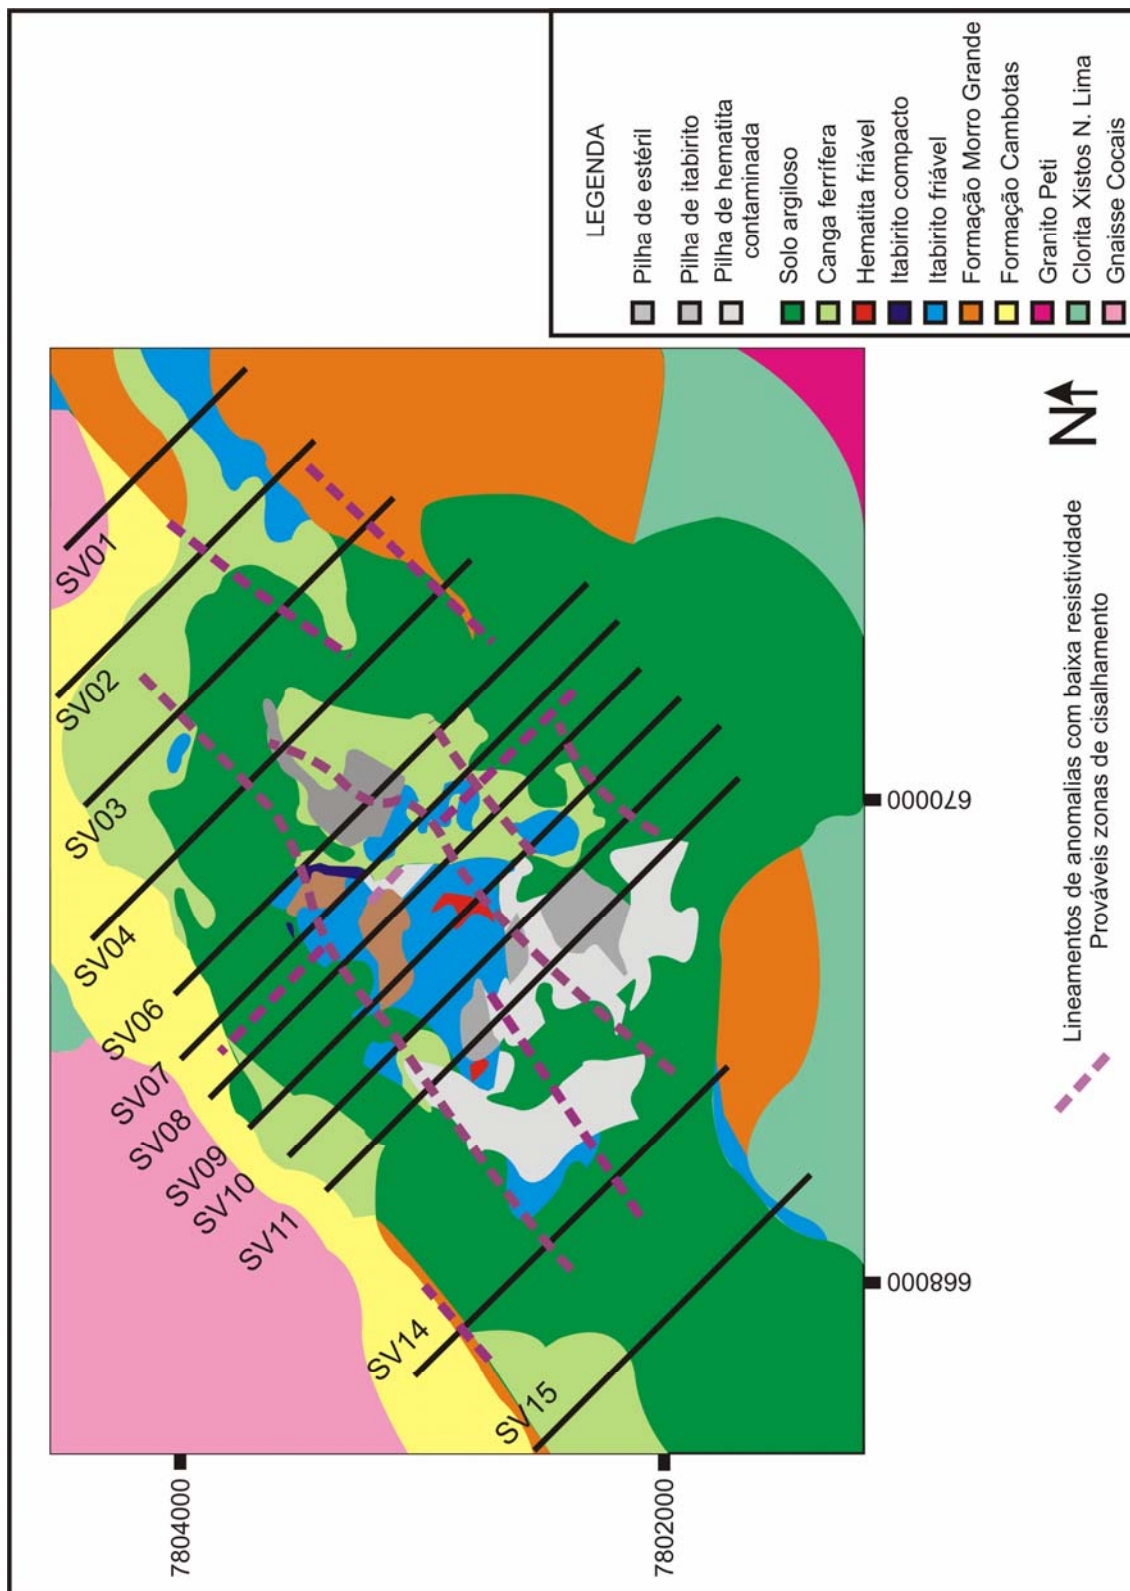 SV01
SV02
SV03
SV04
SV06
SV07
SV08
SV09
SV10
SV11
SV14
SV15
7804000
7802000
670000
668000
LEGENDA
Pilha de estéril
Pilha de itabirito
Pilha de hematita
contaminada
Solo argiloso
Canga ferrífera
Hematita friável
Itabirito compacto
Itabirito friável
Formação Morro Grande
Formação Cambotas
Granito Peti
Clorita Xistos N. Lima
Gnaisse Cocais
N
Lineamentos de anomalias com baixa resistividade
Prováveis zonas de cisalhamento